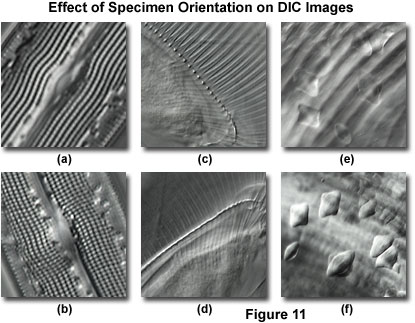 Effect of Specimen Orientation on DIC Images
(a)
(c)
(e)
(b)
(d)
(f)
Figure 11